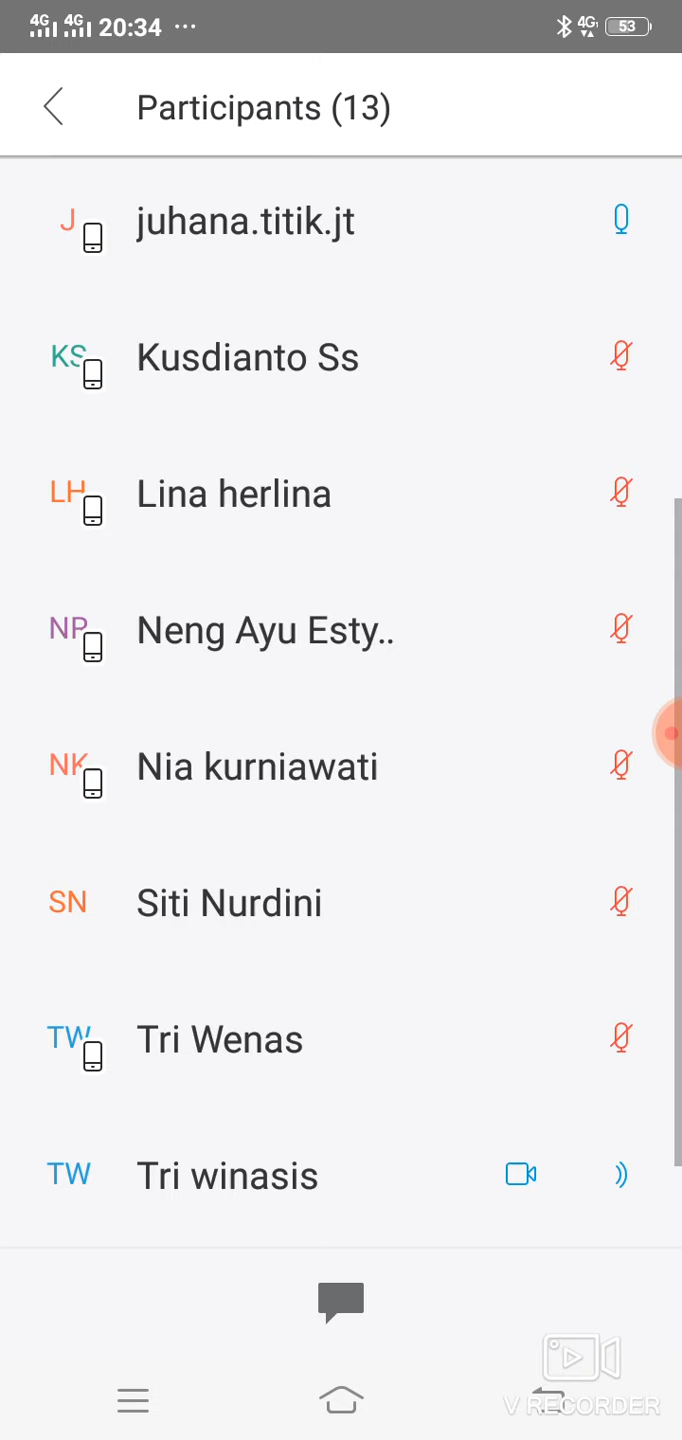 4G 4G 20:34 ... 4G 53
Participants (13)
J juhana.titik.jt
KS Kusdianto Ss
LH Lina herlina
NP Neng Ayu Esty..
NK Nia kurniawati
SN Siti Nurdini
TW Tri Wenas
TW Tri winasis
V RECORDER